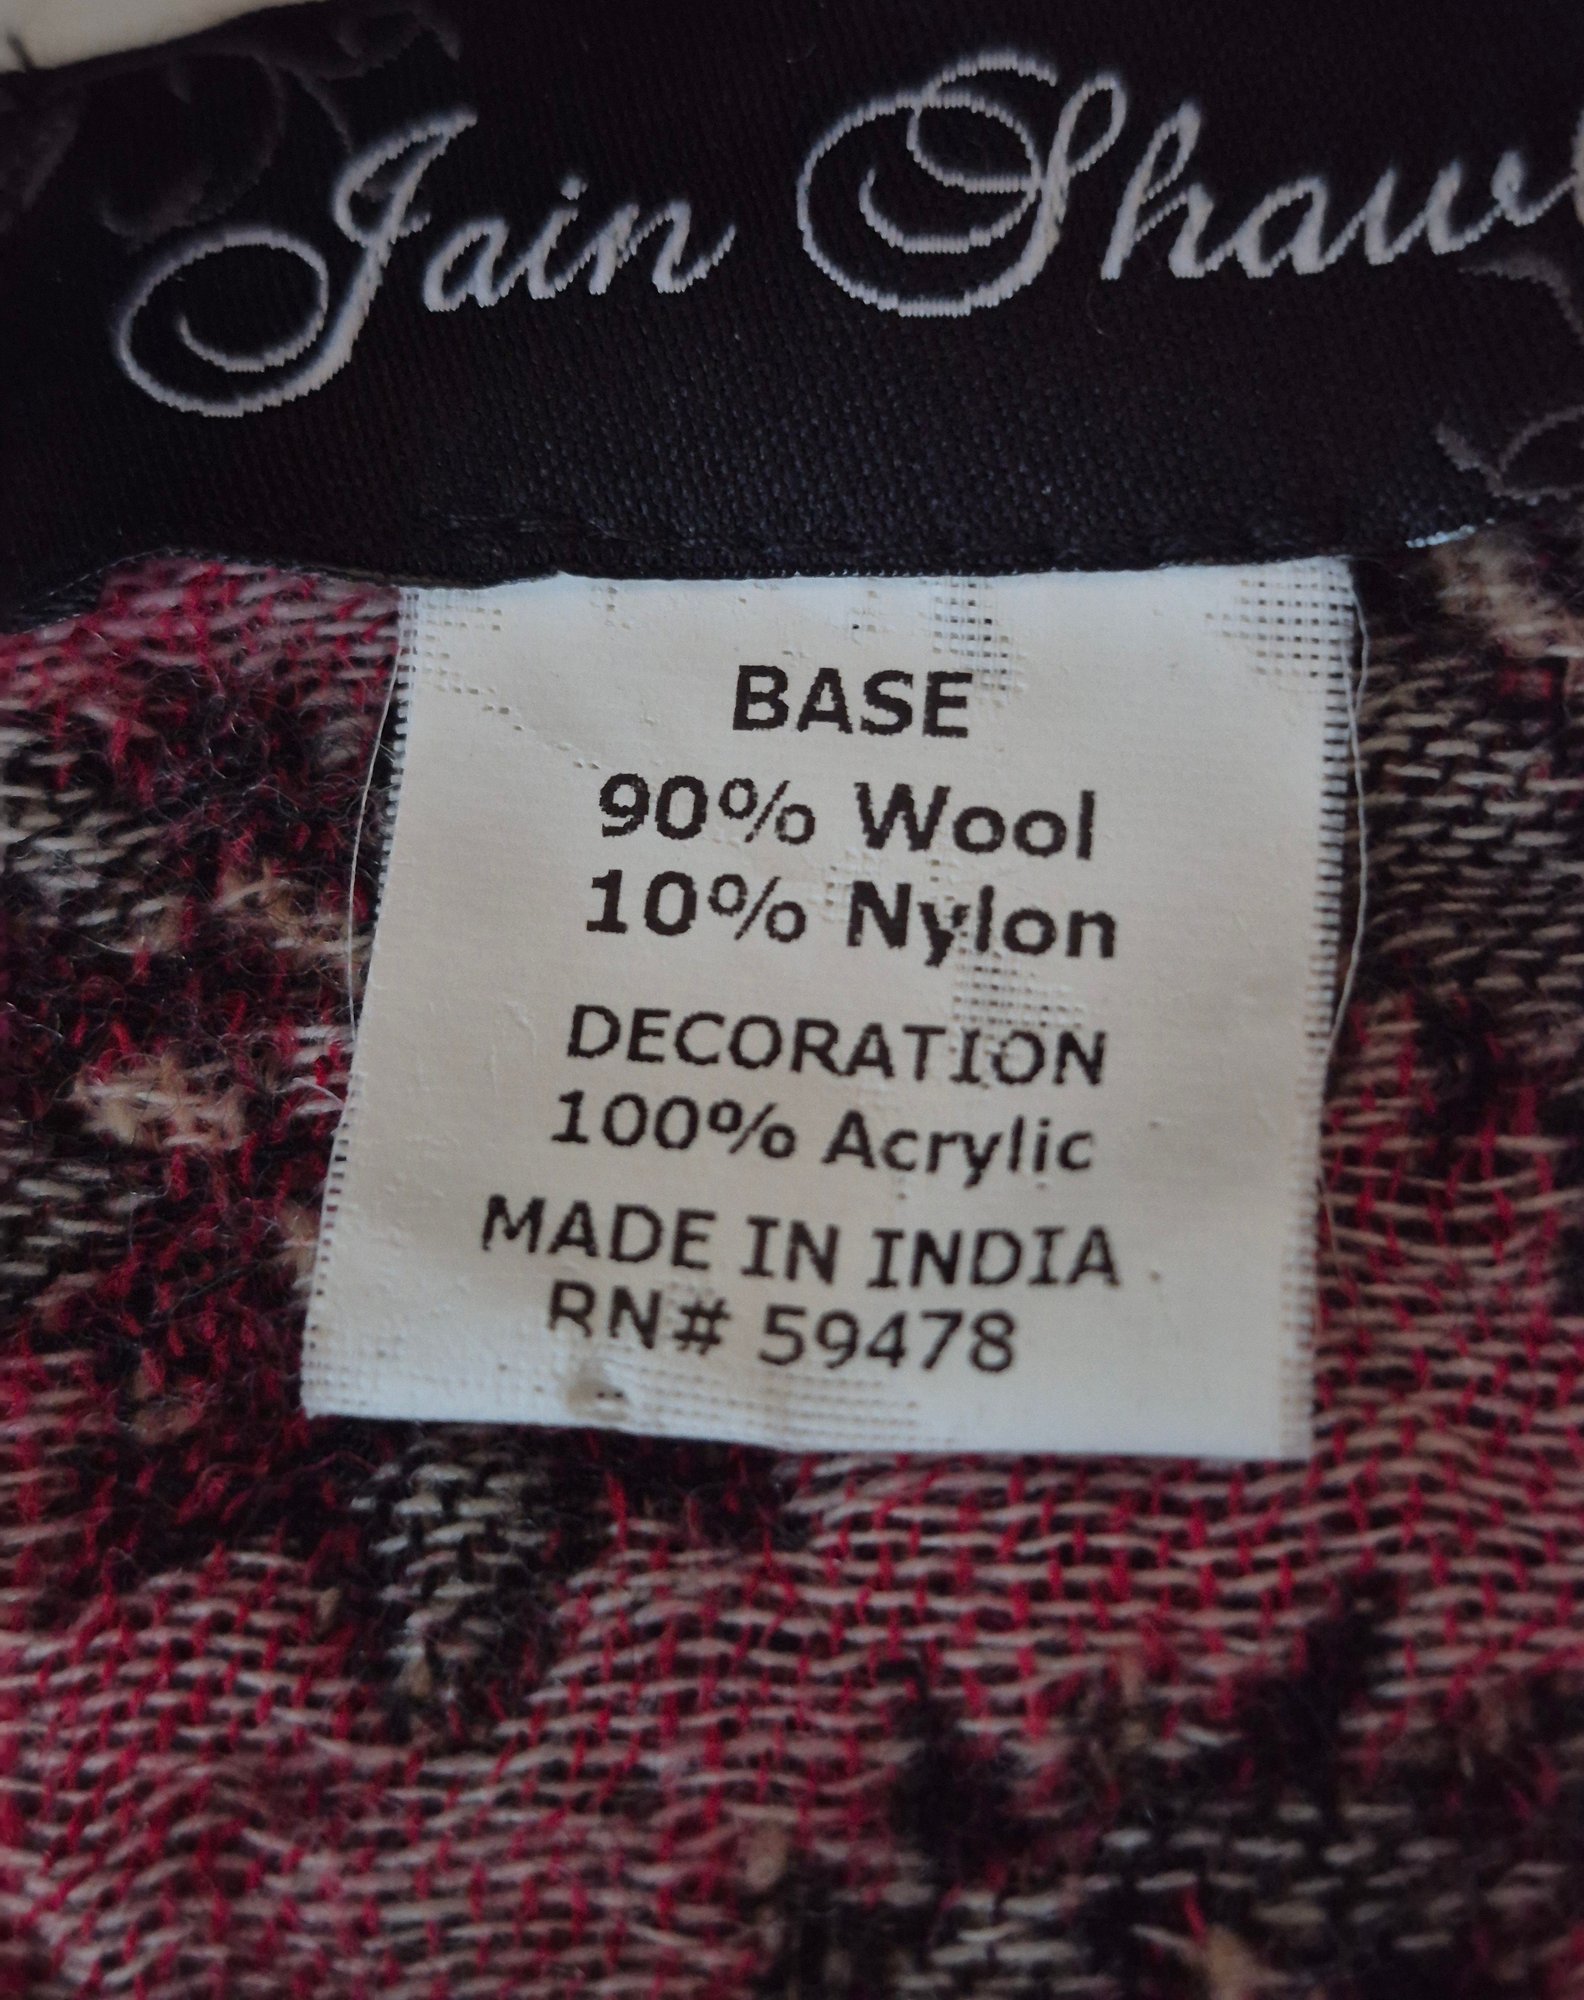 Jain Shawl
BASE
90% Wool
10% Nylon
DECORATION
100% Acrylic
MADE IN INDIA
RN# 59478